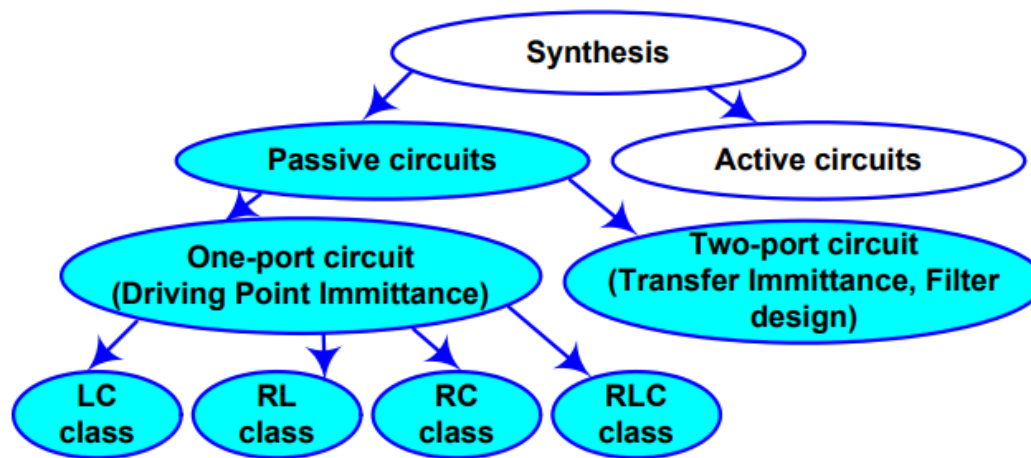 Synthesis
Passive circuits
Active circuits
One-port circuit
(Driving Point Immittance)
Two-port circuit
(Transfer Immittance, Filter
design)
LC
class
RL
class
RC
class
RLC
class